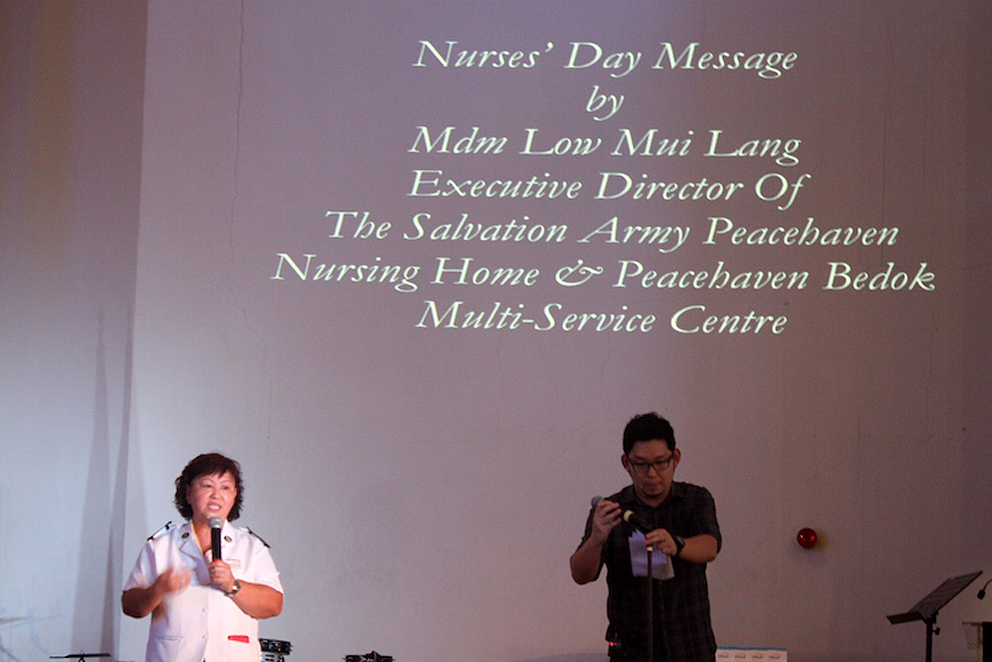 Nurses' Day Message
by
Mdm Low Mui Lang
Executive Director Of
The Salvation Army Peacehaven
Nursing Home & Peacehaven Bedok
Multi-Service Centre